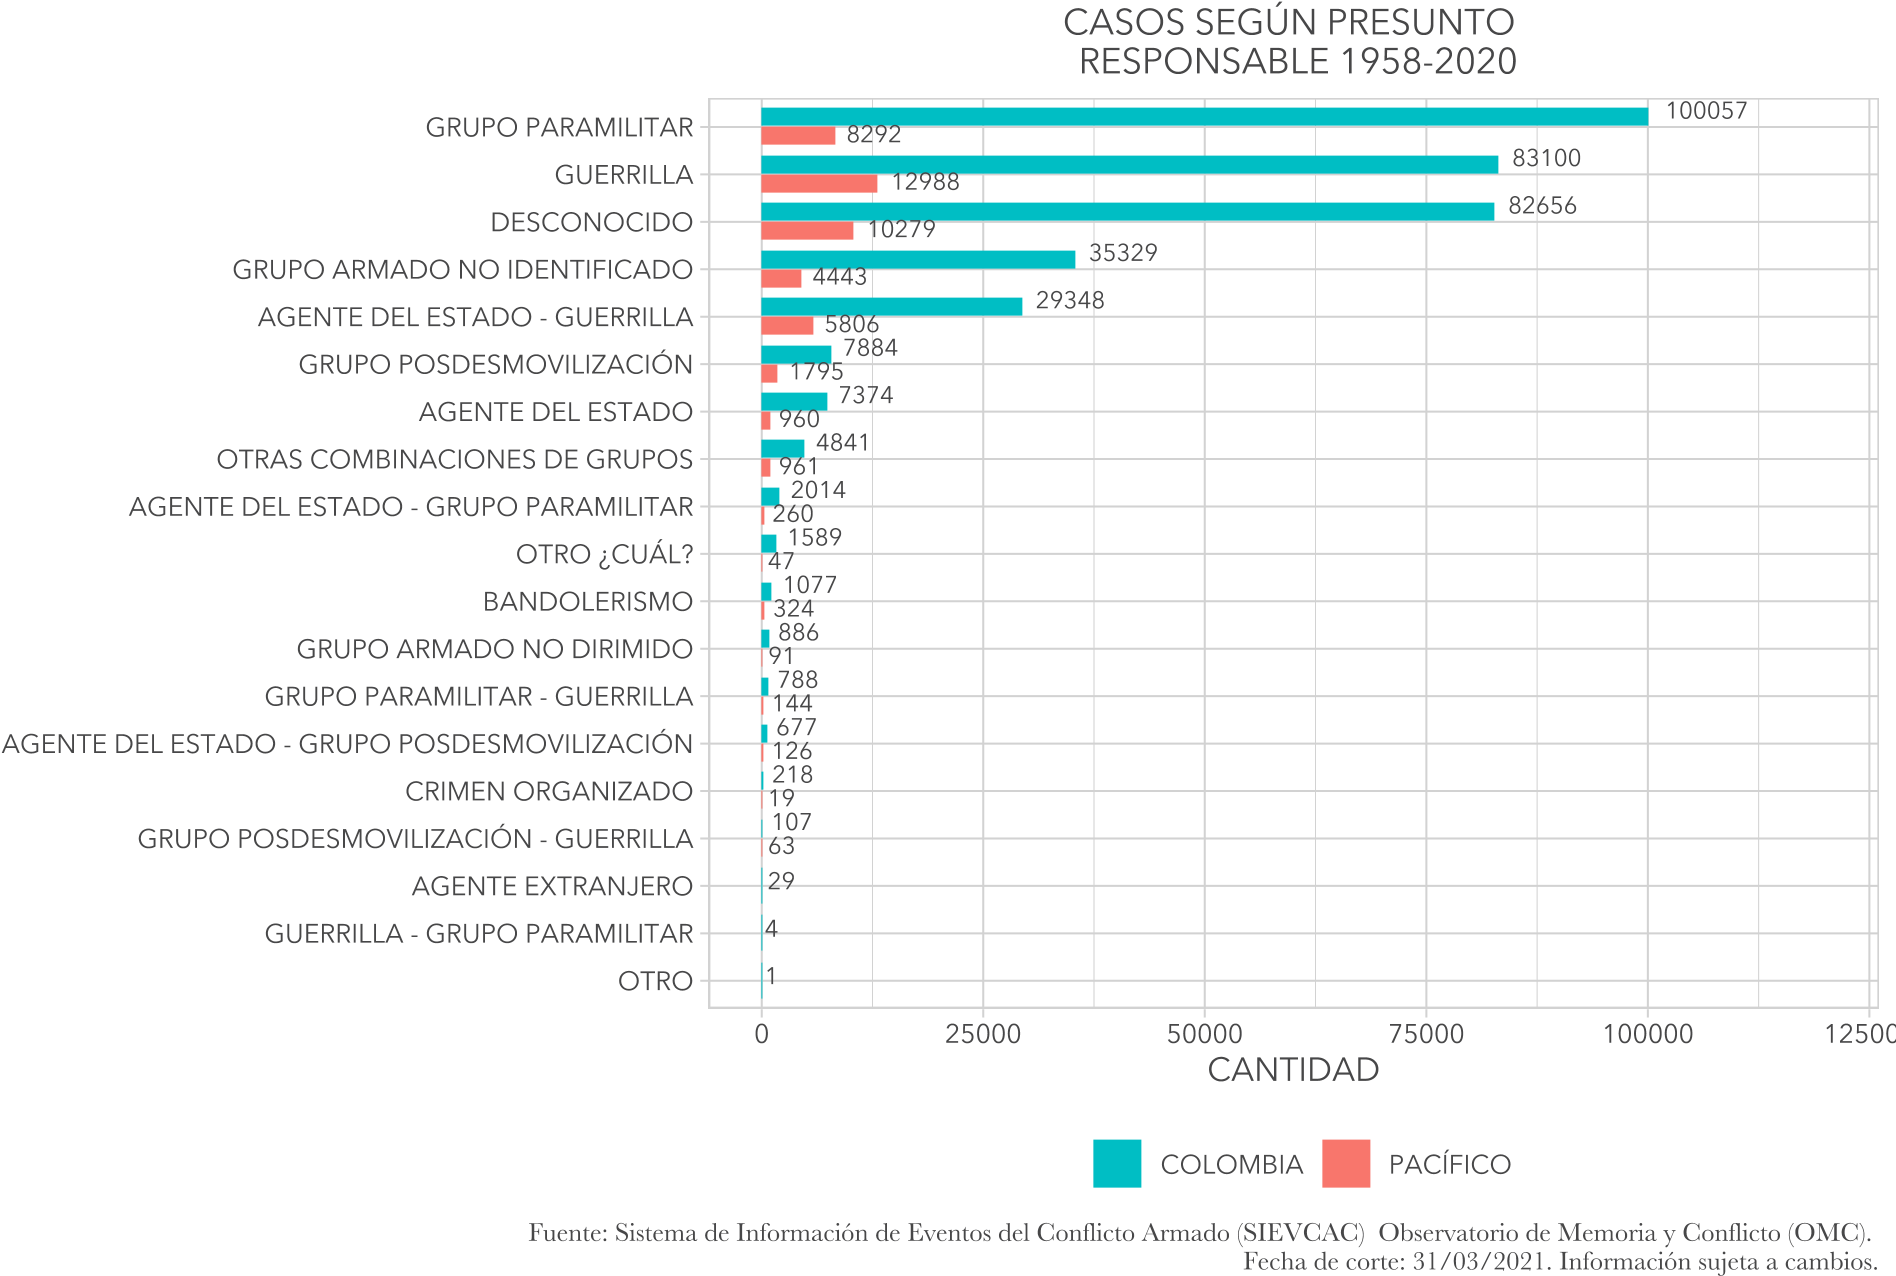 CASOS SEGÚN PRESUNTO
RESPONSABLE 1958-2020
GRUPO PARAMILITAR
100057
8292
GUERRILLA
83100
12988
DESCONOCIDO
82656
10279
GRUPO ARMADO NO IDENTIFICADO
35329
4443
AGENTE DEL ESTADO - GUERRILLA
29348
5806
GRUPO POSDESMOVILIZACIÓN
7884
1795
AGENTE DEL ESTADO
7374
960
OTRAS COMBINACIONES DE GRUPOS
4841
961
AGENTE DEL ESTADO - GRUPO PARAMILITAR
2014
260
OTRO ¿CUÁL?
1589
47
BANDOLERISMO
1077
324
GRUPO ARMADO NO DIRIMIDO
886
91
GRUPO PARAMILITAR - GUERRILLA
788
144
AGENTE DEL ESTADO - GRUPO POSDESMOVILIZACIÓN
677
126
CRIMEN ORGANIZADO
218
19
GRUPO POSDESMOVILIZACIÓN - GUERRILLA
107
63
AGENTE EXTRANJERO
29
GUERRILLA - GRUPO PARAMILITAR
4
OTRO
1
0 25000 50000 75000 100000 12500
CANTIDAD
COLOMBIA PACÍFICO
Fuente: Sistema de Información de Eventos del Conflicto Armado (SIEVCAC) Observatorio de Memoria y Conflicto (OMC).
Fecha de corte: 31/03/2021. Información sujeta a cambios.